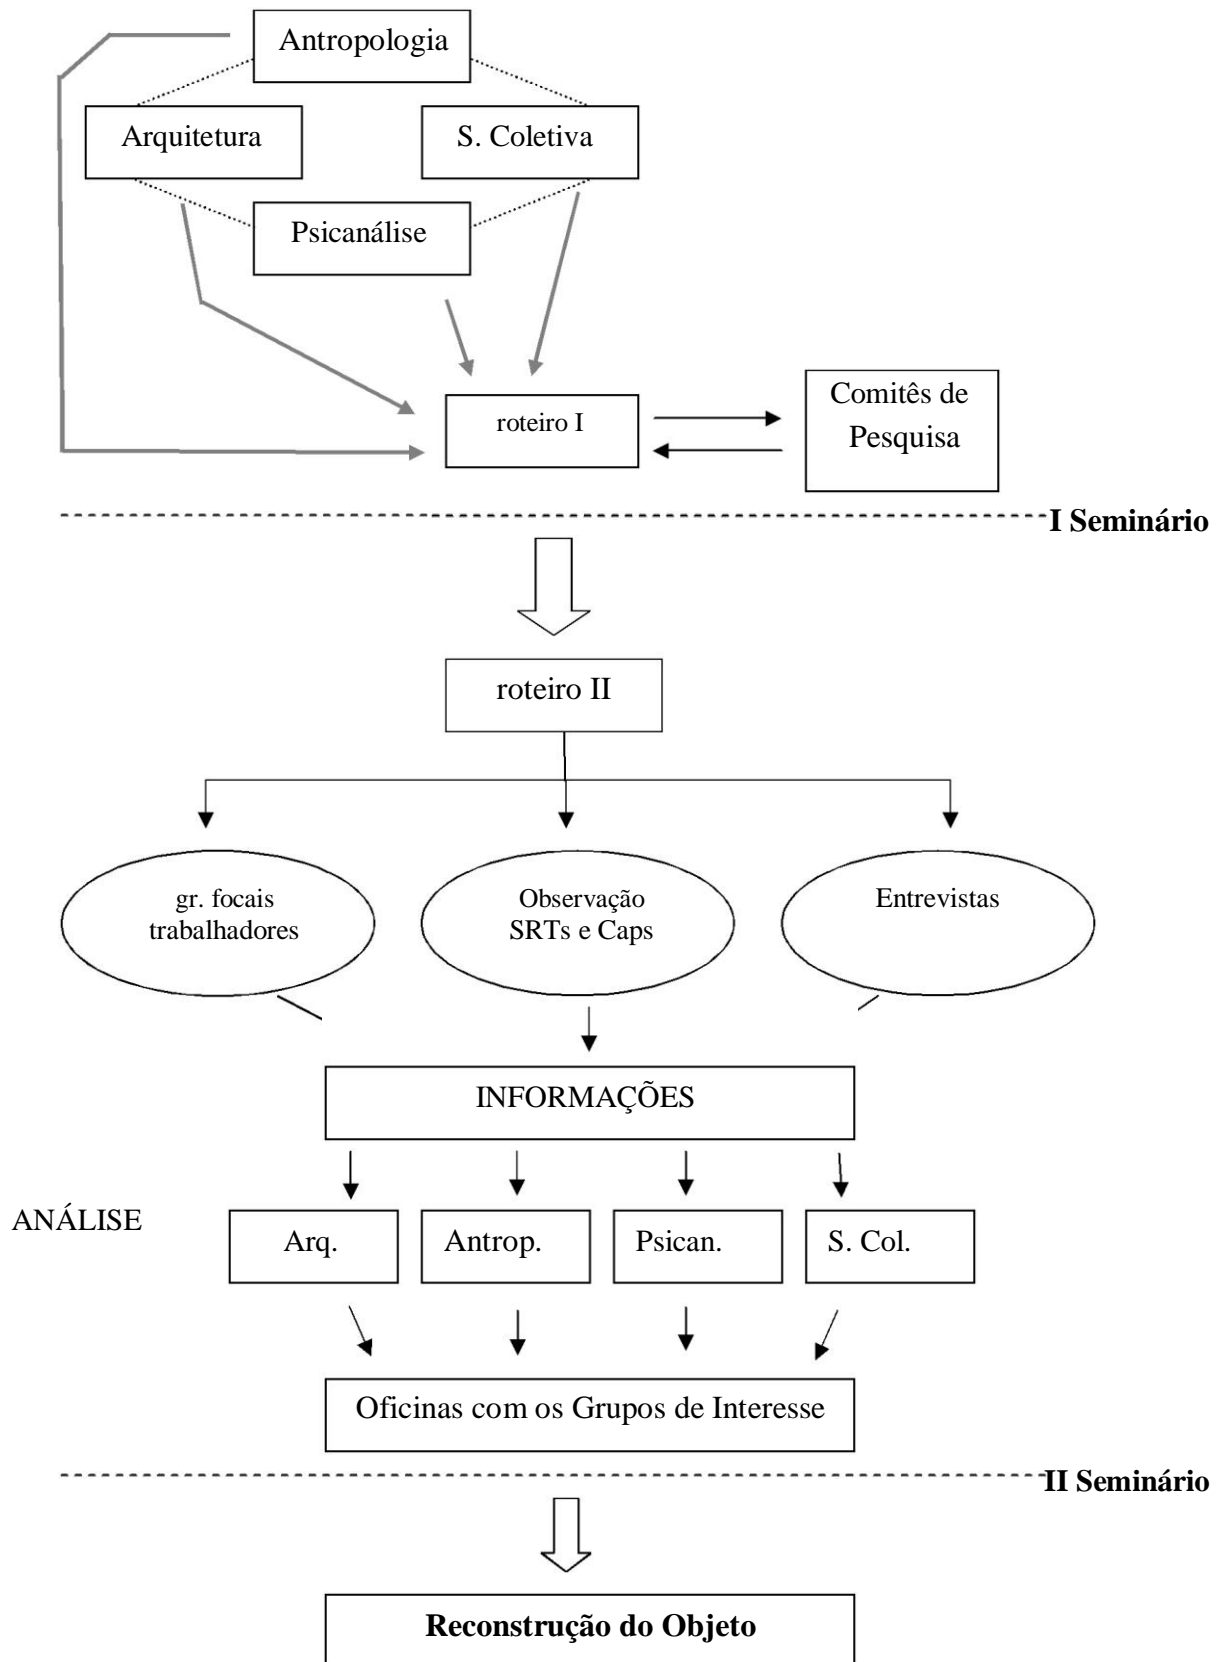 Antropologia
Arquitetura
S. Coletiva
Psicanálise
roteiro I
Comitês de
Pesquisa
I Seminário
roteiro II
gr. focais
trabalhadores
Observação
SRTs e Caps
Entrevistas
INFORMAÇÕES
ANÁLISE
Arq.
Antrop.
Psican.
S. Col.
Oficinas com os Grupos de Interesse
II Seminário
Reconstrução do Objeto